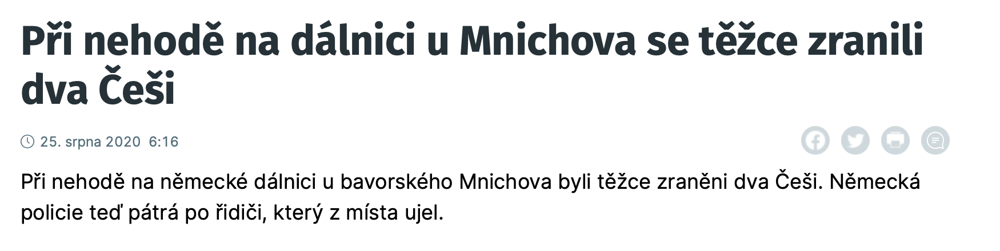 Při nehodě na dálnici u Mnichova se těžce zranili
dva Češi
25. srpna 2020 6:16
Při nehodě na německé dálnici u bavorského Mnichova byli těžce zraněni dva Češi. Německá
policie teď pátrá po řidiči, který z místa ujel.